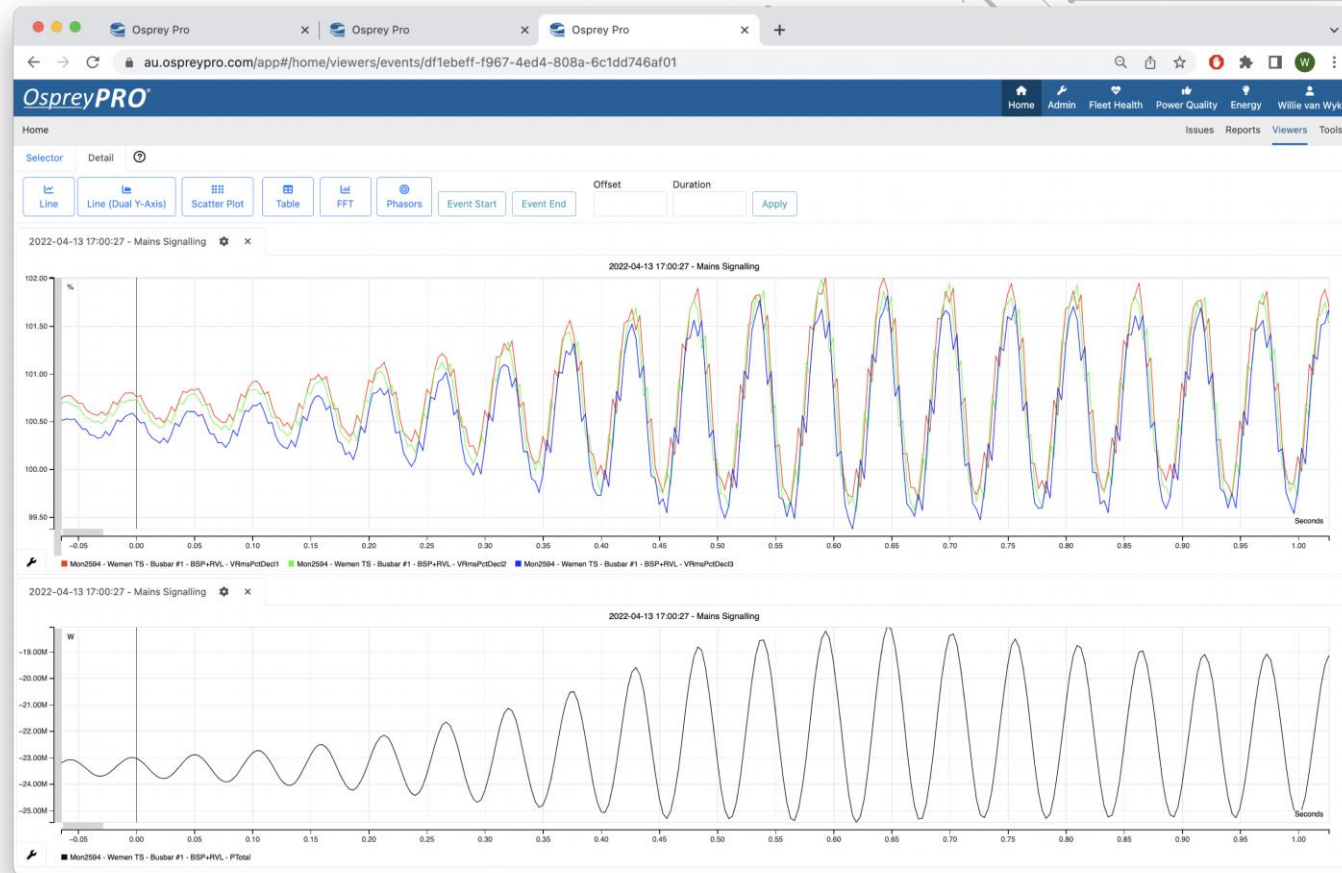 Osprey Pro Osprey Pro Osprey Pro
au.ospreypro.com/app#/home/viewers/events/df1ebeff-f967-4ed4-808a-6c1dd746af01 W
OspreyPRO® Home Admin Fleet Health Power Quality Energy Willie van Wyk
Home Issues Reports Viewers Tools
Selector Detail
Offset Duration
Line Line (Dual Y-Axis) Scatter Plot Table FFT Phasors Event Start Event End Apply
2022-04-13 17:00:27 - Mains Signalling
2022-04-13 17:00:27 - Mains Signalling
102.00
%
101.50
101.00
100.50
100.00
99.50
Seconds
-0.05 0.00 0.05 0.10 0.15 0.20 0.25 0.30 0.35 0.40 0.45 0.50 0.55 0.60 0.65 0.70 0.75 0.80 0.85 0.90 0.95 1.00
Mon2594 - Wemen TS - Busbar #1 - BSP+RVL - VRmsPctDecl1 Mon2594 - Wemen TS - Busbar #1 - BSP+RVL - VRmsPctDecl2 Mon2594 - Wemen TS - Busbar #1 - BSP+RVL - VRmsPctDecl3
2022-04-13 17:00:27 - Mains Signalling
2022-04-13 17:00:27 - Mains Signalling
W
-19.00M
-20.00M
-21.00M
-22.00M
-23.00M
-24.00M
-25.00M
Seconds
-0.05 0.00 0.05 0.10 0.15 0.20 0.25 0.30 0.35 0.40 0.45 0.50 0.55 0.60 0.65 0.70 0.75 0.80 0.85 0.90 0.95 1.00
Mon2594 - Wemen TS - Busbar #1 - BSP+RVL - PTotal